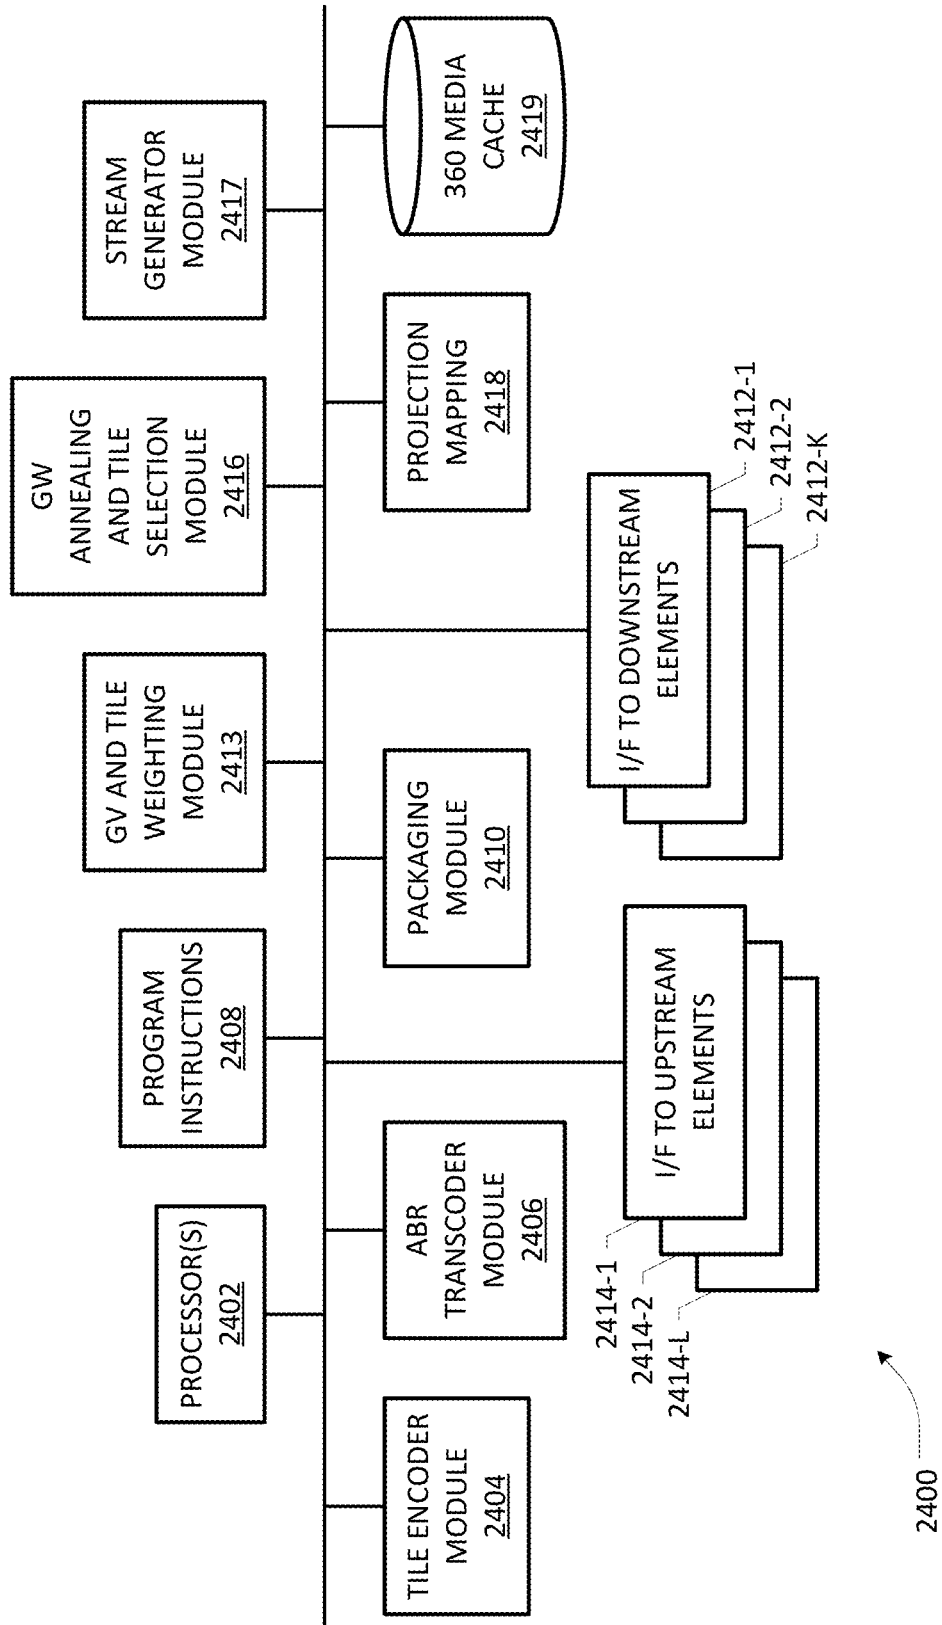 PROCESSOR(S)
2402
PROGRAM
INSTRUCTIONS
2408
GV AND TILE
WEIGHTING
MODULE
2413
GW
ANNEALING
AND TILE
SELECTION
MODULE
2416
STREAM
GENERATOR
MODULE
2417
TILE ENCODER
MODULE
2404
ABR
TRANSCODER
MODULE
2406
PACKAGING
MODULE
2410
PROJECTION
MAPPING
2418
360 MEDIA
CACHE
2419
I/F TO UPSTREAM
ELEMENTS
2414-1
2414-2
2414-L
I/F TO DOWNSTREAM
ELEMENTS
2412-1
2412-2
2412-K
2400